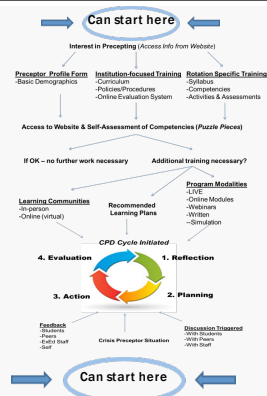 Can start here
Interest in Precepting (Access Info from Website)
Preceptor Profile Form
-Basic Demographics
Institution-focused Training
-Curriculum
-Policies/Procedures
-Online Evaluation System
Rotation Specific Training
-Syllabus
-Competencies
-Activities & Assessments
Access to Website & Self-Assessment of Competencies (Puzzle Pieces)
If OK – no further work necessary
Additional training necessary?
Learning Communities
-In-person
-Online (virtual)
Recommended
Learning Plans
Program Modalities
-LIVE
-Online Modules
-Webinars
-Written
--Simulation
CPD Cycle Initiated
4. Evaluation
1. Reflection
3. Action
2. Planning
Feedback
-Students
-Peers
-ExEd Staff
-Self
Crisis Preceptor Situation
Discussion Triggered
-With Students
-With Peers
-With Staff
Can start here